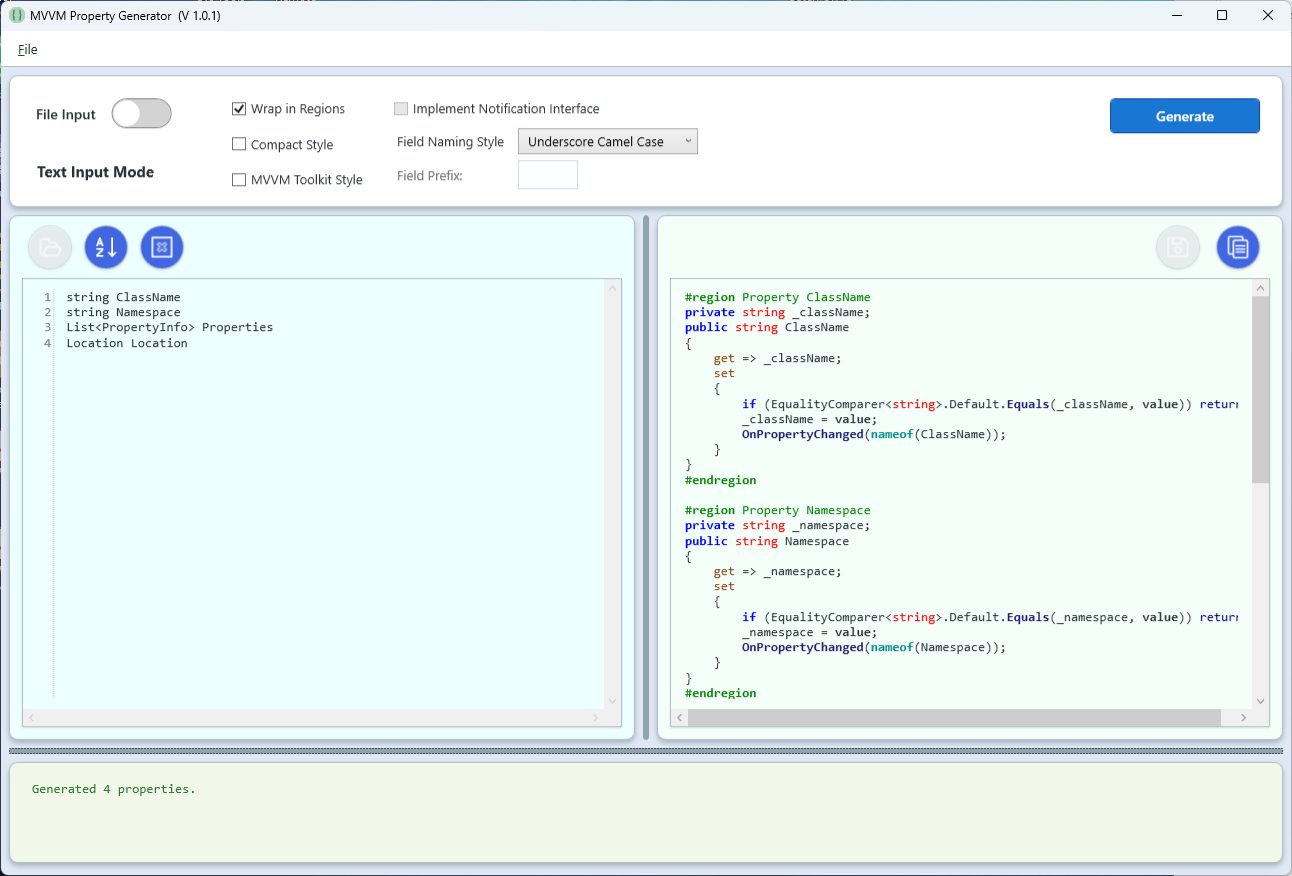 MVVM Property Generator (V 1.0.1)
File
File Input
Text Input Mode
Wrap in Regions
Compact Style
MVVM Toolkit Style
Implement Notification Interface
Field Naming Style
Underscore Camel Case
Field Prefix:
Generate
1 string ClassName
2 string Namespace
3 List<PropertyInfo> Properties
4 Location Location
#region Property ClassName
private string _className;
public string ClassName
{
    get => _className;
    set
    {
        if (EqualityComparer<string>.Default.Equals(_className, value)) return
        _className = value;
        OnPropertyChanged(nameof(ClassName));
    }
}
#endregion
#region Property Namespace
private string _namespace;
public string Namespace
{
    get => _namespace;
    set
    {
        if (EqualityComparer<string>.Default.Equals(_namespace, value)) return
        _namespace = value;
        OnPropertyChanged(nameof(Namespace));
    }
}
#endregion
Generated 4 properties.